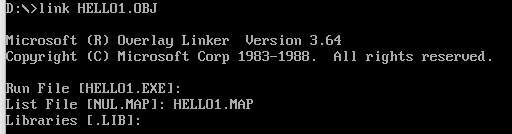 D:\>link HELLO1.OBJ
Microsoft (R) Overlay Linker  Version 3.64
Copyright (C) Microsoft Corp 1983-1988.  All rights reserved.
Run File [HELLO1.EXE]:
List File [NUL.MAP]: HELLO1.MAP
Libraries [.LIB]: